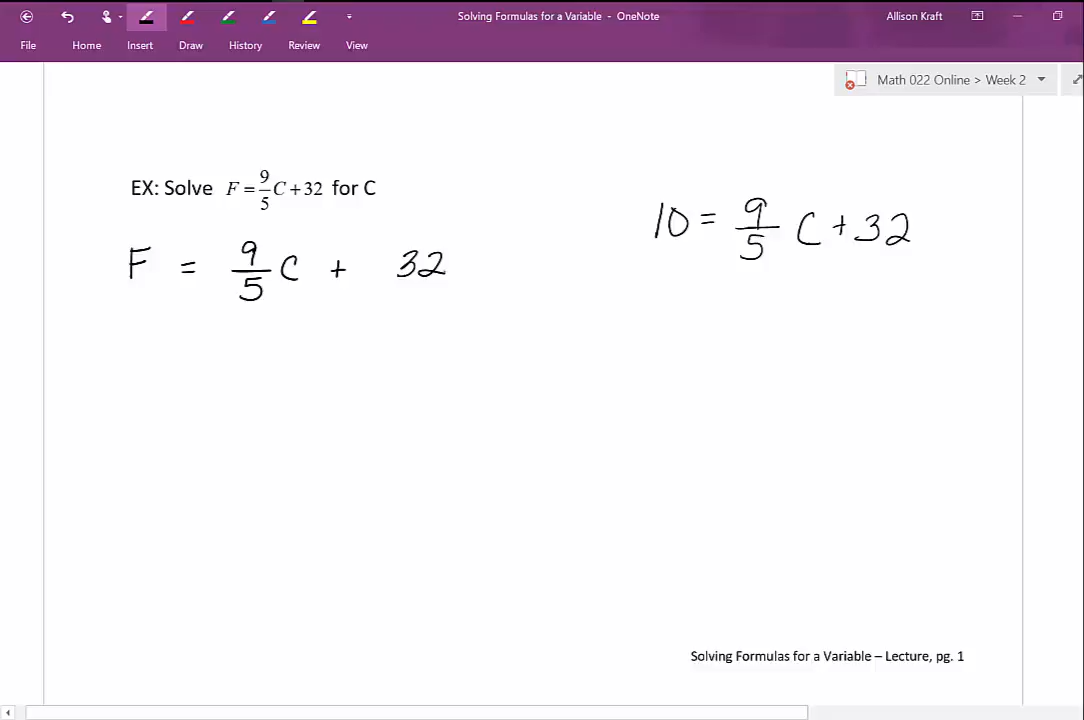 Solving Formulas for a Variable - OneNote
Allison Kraft
File Home Insert Draw History Review View
Math 022 Online > Week 2
EX: Solve F = 9/5 C + 32 for C
10 = 9/5 C + 32
F = 9/5 C + 32
Solving Formulas for a Variable – Lecture, pg. 1